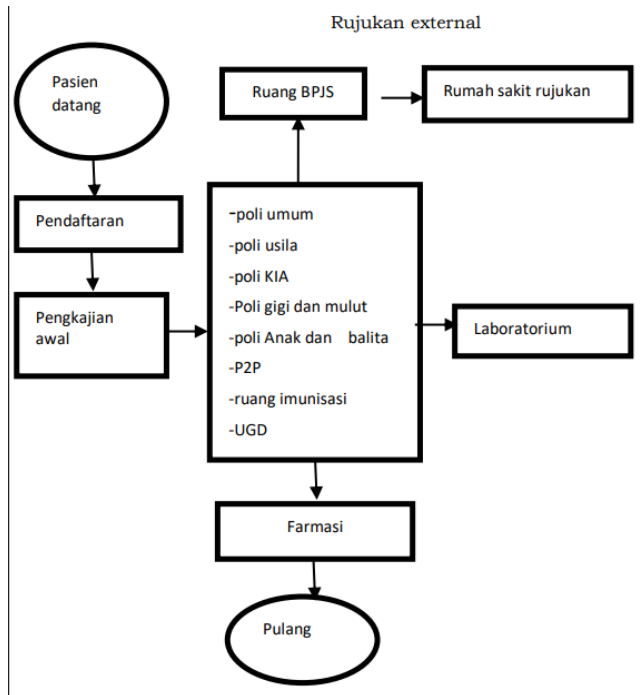 Rujukan external
Pasien
datang
Ruang BPJS
Rumah sakit rujukan
Pendaftaran
Pengkajian
awal
-poli umum
-poli usila
-poli KIA
-Poli gigi dan mulut
-poli Anak dan balita
-P2P
-ruang imunisasi
-UGD
Laboratorium
Farmasi
Pulang